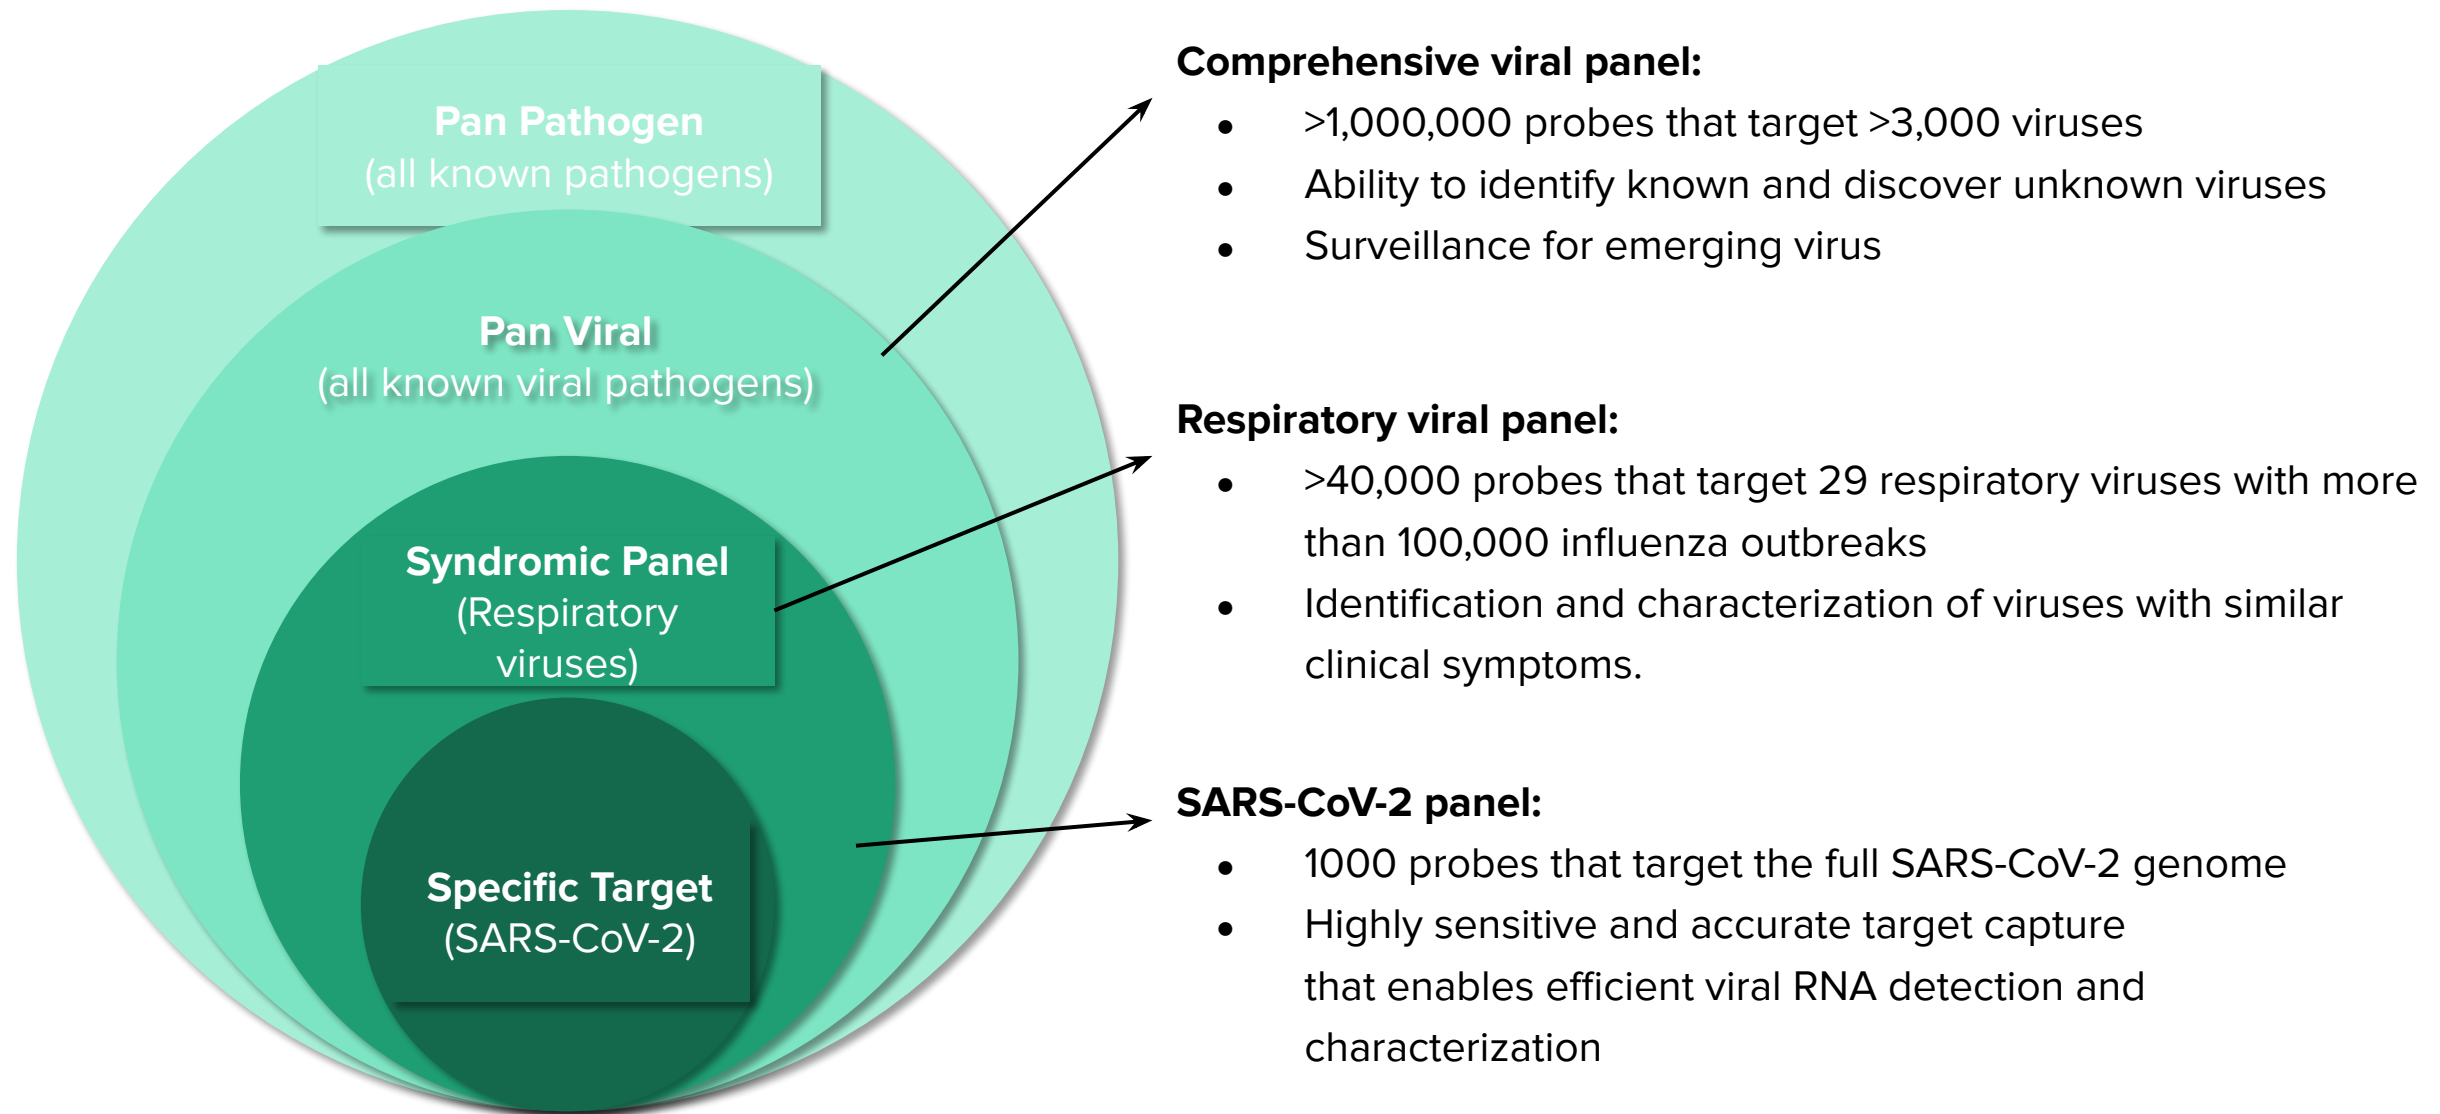 Pan Pathogen
(all known pathogens)
Pan Viral
(all known viral pathogens)
Syndromic Panel
(Respiratory
viruses)
Specific Target
(SARS-CoV-2)
Comprehensive viral panel:
● >1,000,000 probes that target >3,000 viruses
● Ability to identify known and discover unknown viruses
● Surveillance for emerging virus
Respiratory viral panel:
● >40,000 probes that target 29 respiratory viruses with more
than 100,000 influenza outbreaks
● Identification and characterization of viruses with similar
clinical symptoms.
SARS-CoV-2 panel:
● 1000 probes that target the full SARS-CoV-2 genome
● Highly sensitive and accurate target capture
that enables efficient viral RNA detection and
characterization